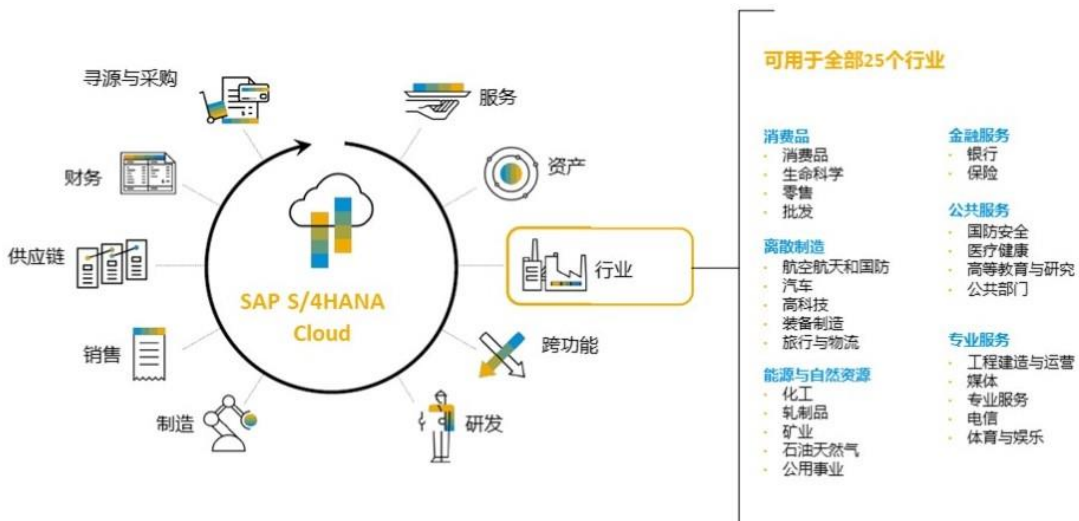 寻源与采购
服务
财务
资产
供应链
行业
SAP S/4HANA
Cloud
销售
跨功能
制造
研发
可用于全部25个行业
消费品
消费品
生命科学
零售
批发
离散制造
航空航天和国防
汽车
高科技
装备制造
旅行与物流
能源与自然资源
化工
轧制品
矿业
石油天然气
公用事业
金融服务
银行
保险
公共服务
国防安全
医疗健康
高等教育与研究
公共部门
专业服务
工程建造与运营
媒体
专业服务
电信
体育与娱乐